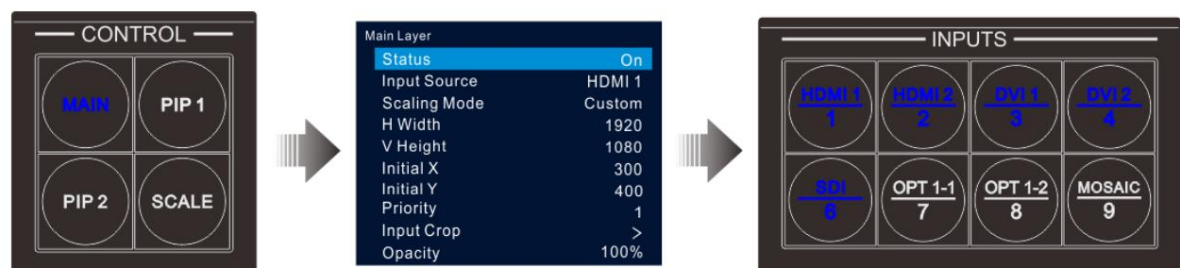 CONTROL
MAIN PIP 1
PIP 2 SCALE
Main Layer
Status On
Input Source HDMI 1
Scaling Mode Custom
H Width 1920
V Height 1080
Initial X 300
Initial Y 400
Priority 1
Input Crop >
Opacity 100%
INPUTS
HDMI 1 HDMI 2 DVI 1 DVI 2
1 2 3 4
SDI OPT 1-1 OPT 1-2 MOSAIC
6 7 8 9